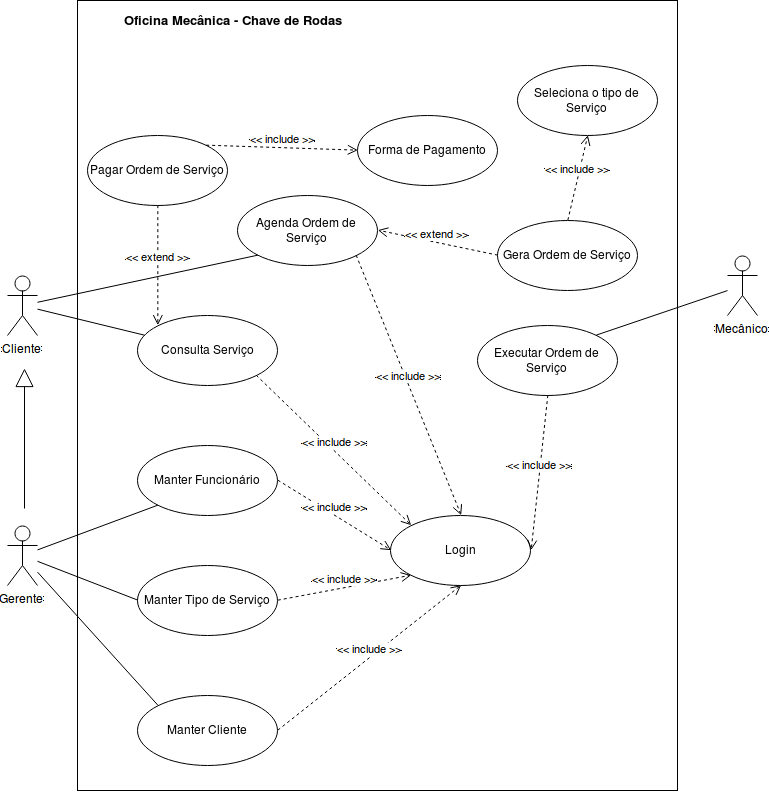 Oficina Mecânica - Chave de Rodas
Seleciona o tipo de
Serviço
<< include >>
Forma de Pagamento
Pagar Ordem de Serviço
<< include >>
Agenda Ordem de
Serviço
<< extend >>
Gera Ordem de Serviço
<< extend >>
Mecânico
Cliente
Consulta Serviço
Executar Ordem de
Serviço
<< include >>
<< include >>
<< include >>
Manter Funcionário
<< include >>
Login
<< include >>
Gerente
Manter Tipo de Serviço
<< include >>
Manter Cliente